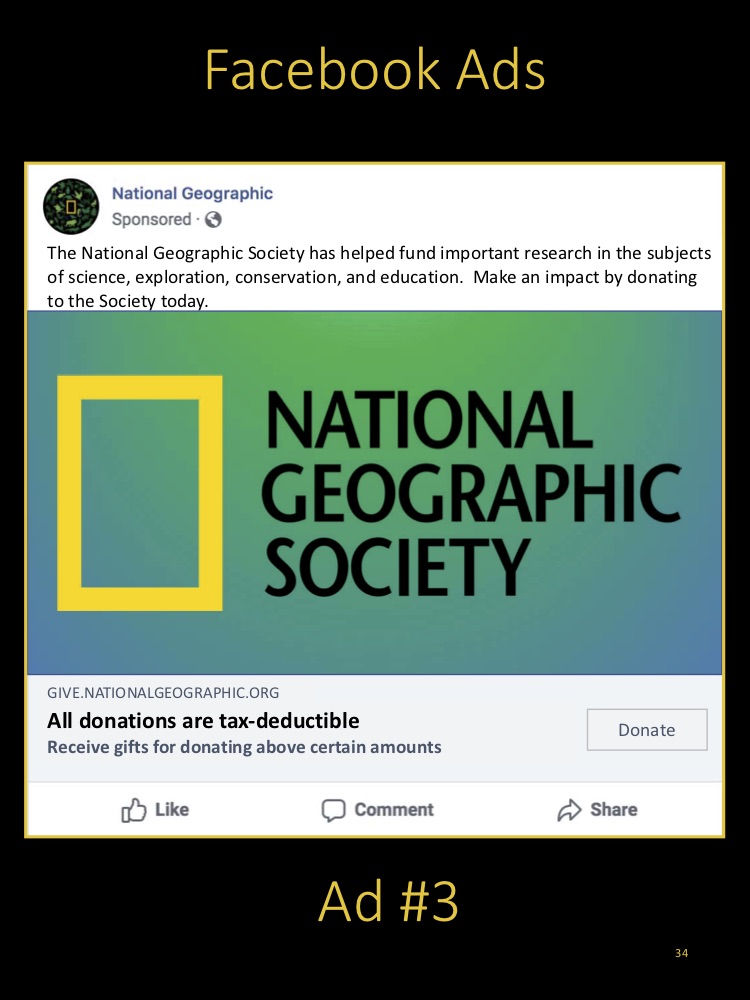 Facebook Ads
National Geographic
Sponsored ·
The National Geographic Society has helped fund important research in the subjects
of science, exploration, conservation, and education.  Make an impact by donating
to the Society today.
NATIONAL
GEOGRAPHIC
SOCIETY
GIVE.NATIONALGEOGRAPHIC.ORG
All donations are tax-deductible
Receive gifts for donating above certain amounts
Donate
Like Comment Share
Ad #3
34